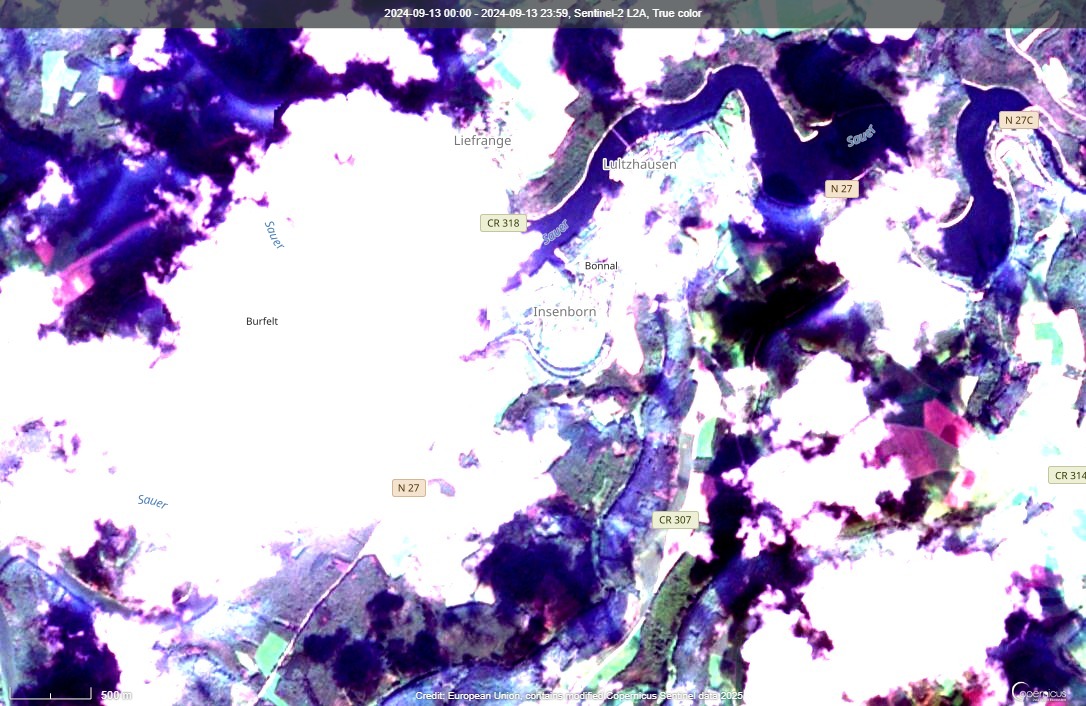 2024-09-13 00:00 - 2024-09-13 23:59, Sentinel-2 L2A, True color
N 27C
Sauer
Liefrange
Lultzhausen
N 27
CR 318
Sauer
Sauer
Bonnal
Insenborn
Burfelt
CR 314
N 27
Sauer
CR 307
500 m
Credit: European Union, contains modified Copernicus Sentinel data 2025
opernicus